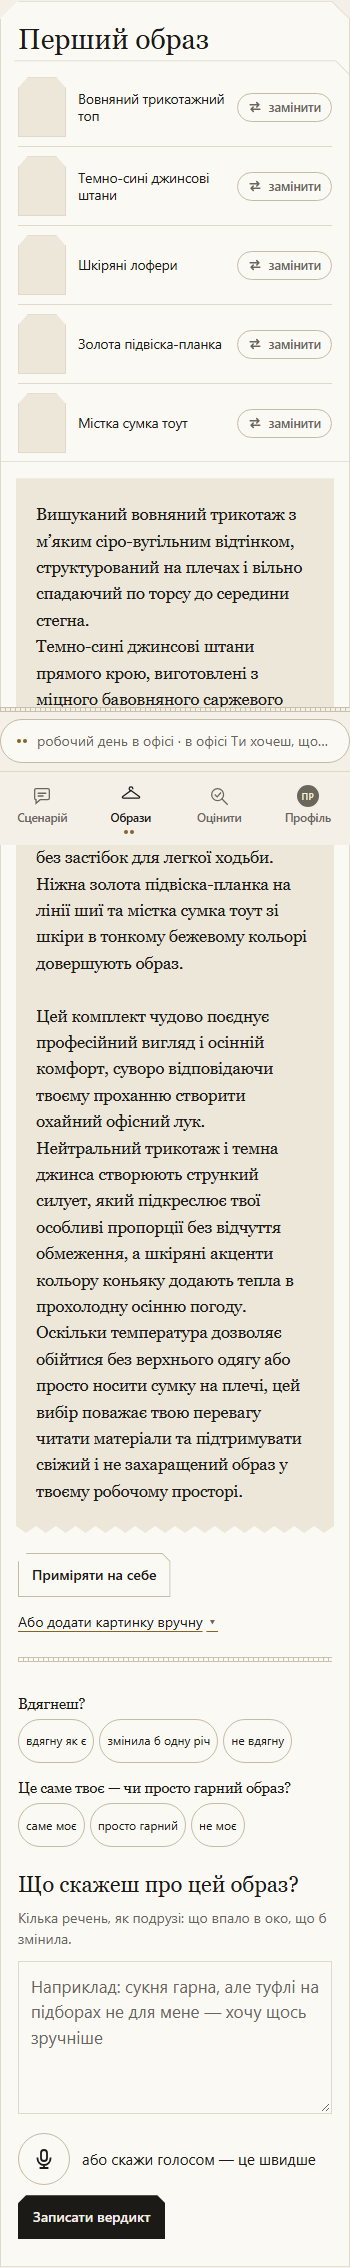 Перший образ
Вовняний трикотажний
топ
замінити
Темно-сині джинсові
штани
замінити
Шкіряні лофери
замінити
Золота підвіска-планка
замінити
Містка сумка тоут
замінити
Вишуканий вовняний трикотаж з
м’яким сіро-вугільним відтінком,
структурований на плечах і вільно
спадаючий по торсу до середини
стегна.
Темно-сині джинсові штани
прямого крою, виготовлені з
міцного бавовняного саржевого
робочий день в офісі · в офісі Ти хочеш, що...
Сценарій
Образи
Оцінити
ПР
Профіль
без застібок для легкої ходьби.
Ніжна золота підвіска-планка на
лінії шиї та містка сумка тоут зі
шкіри в тонкому бежевому кольорі
довершують образ.
Цей комплект чудово поєднує
професійний вигляд і осінній
комфорт, суворо відповідаючи
твоєму проханню створити
охайний офісний лук.
Нейтральний трикотаж і темна
джинса створюють стрункий
силует, який підкреслює твої
особливі пропорції без відчуття
обмеження, а шкіряні акценти
кольору коньяку додають тепла в
прохолодну осінню погоду.
Оскільки температура дозволяє
обійтися без верхнього одягу або
просто носити сумку на плечі, цей
вибір поважає твою перевагу
читати матеріали та підтримувати
свіжий і не захаращений образ у
твоєму робочому просторі.
Приміряти на себе
Або додати картинку вручну
Вдягнеш?
вдягну як є
змінила б одну річ
не вдягну
Це саме твоє — чи просто гарний образ?
саме моє
просто гарний
не моє
Що скажеш про цей образ?
Кілька речень, як подрузі: що впало в око, що б
змінила.
Наприклад: сукня гарна, але туфлі на
підборах не для мене — хочу щось
зручніше
або скажи голосом — це швидше
Записати вердикт